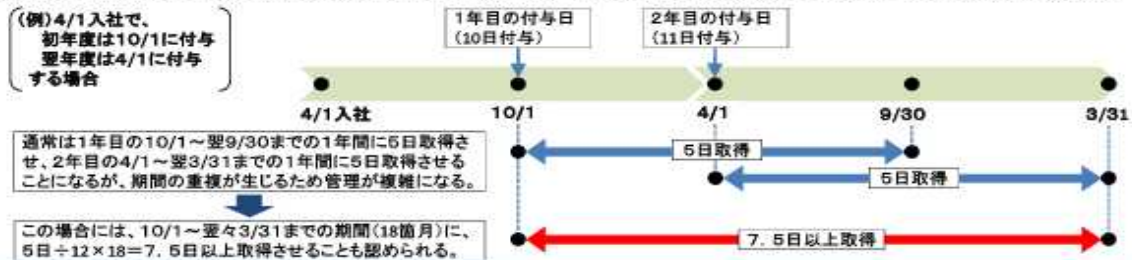 (例)4/1入社で、
初年度は10/1に付与
翌年度は4/1に付与
する場合
1年目の付与日
(10日付与)
2年目の付与日
(11日付与)
4/1入社
10/1
4/1
9/30
3/31
通常は1年目の10/1~翌9/30までの1年間に5日取得さ
せ、2年目の4/1~翌3/31までの1年間に5日取得させる
ことになるが、期間の重複が生じるため管理が複雑になる。
5日取得
5日取得
この場合には、10/1~翌々3/31までの期間(18箇月)に、
5日÷12×18=7.5日以上取得させることも認められる。
7.5日以上取得